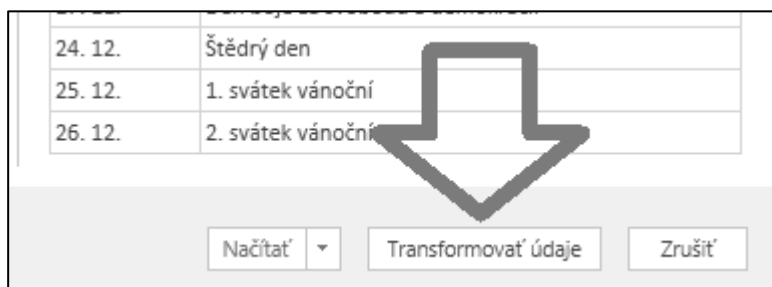 24. 12. Štědrý den
25. 12. 1. svátek vánoční
26. 12. 2. svátek vánoční
Načítať Transformovať údaje Zrušiť